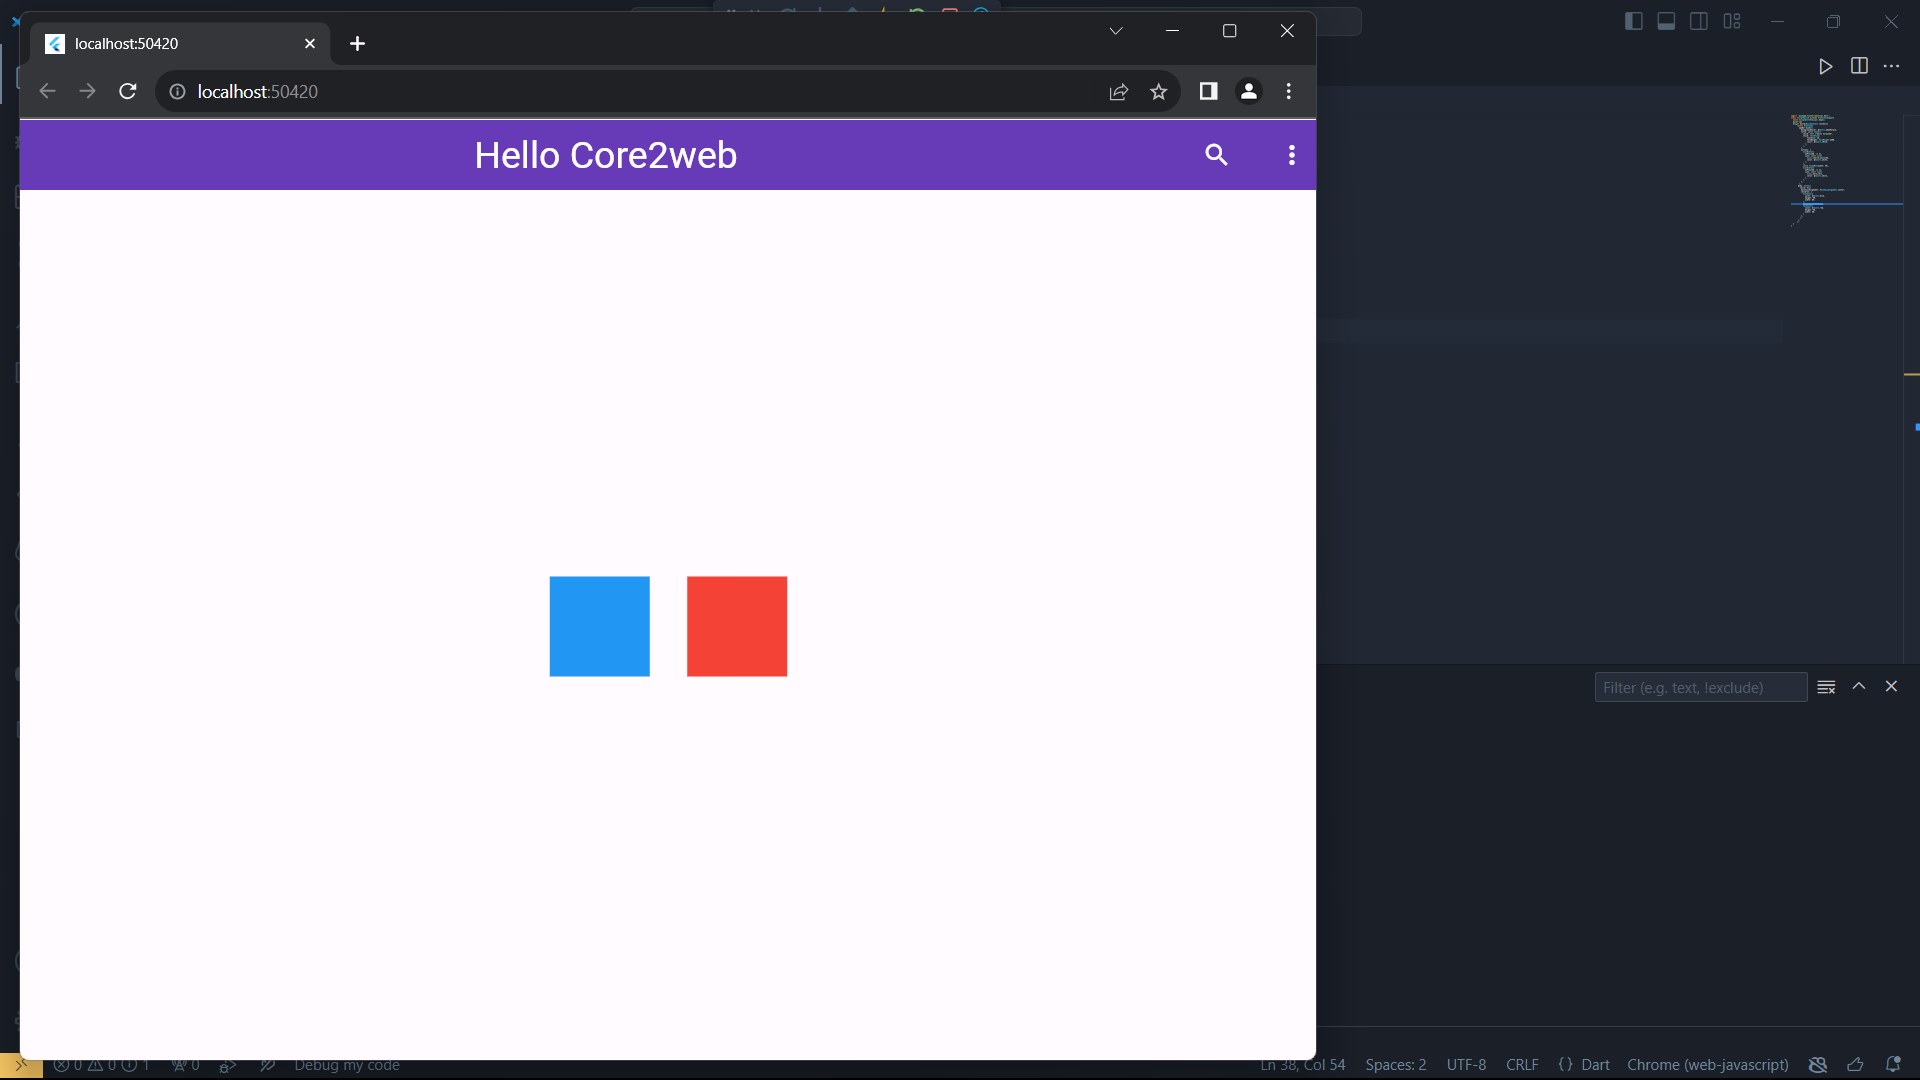 localhost:50420
localhost:50420
Hello Core2web
Filter (e.g. text, !exclude)
0 0 1 0 Debug my code Ln 38, Col 54 Spaces: 2 UTF-8 CRLF {} Dart Chrome (web-javascript)